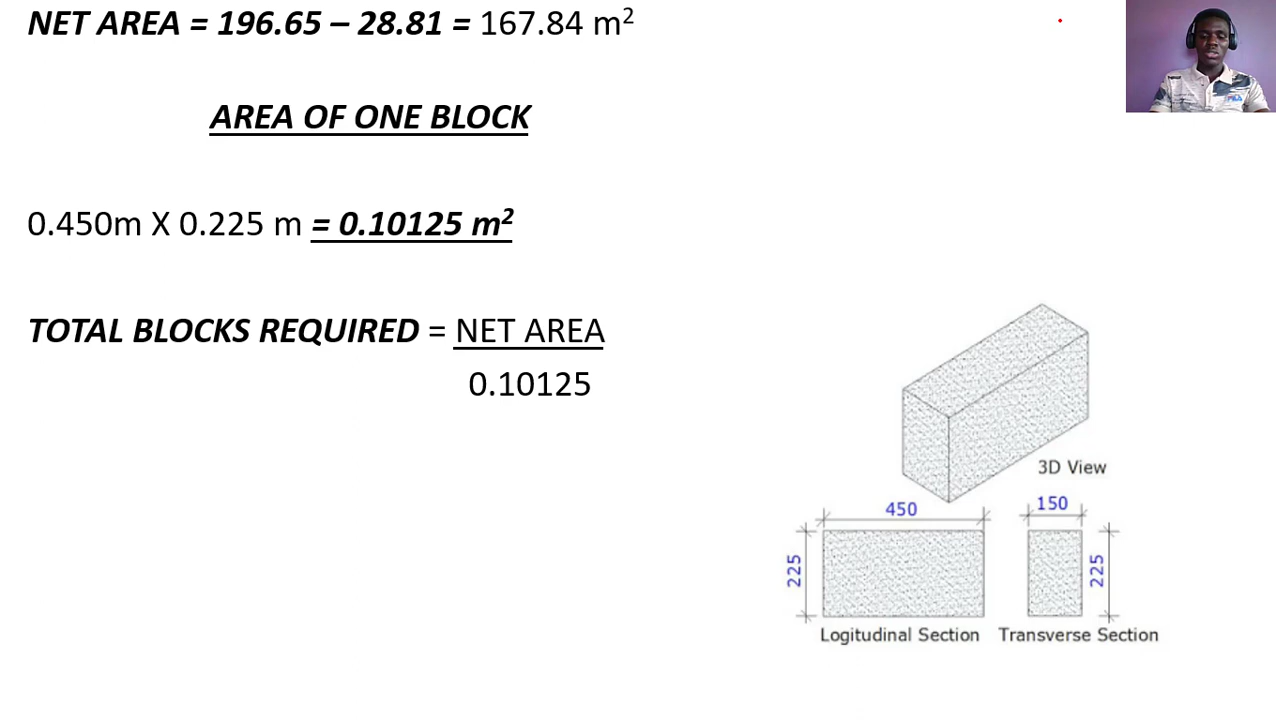 NET AREA = 196.65 – 28.81 = 167.84 m²
AREA OF ONE BLOCK
0.450m X 0.225 m = 0.10125 m²
TOTAL BLOCKS REQUIRED = NET AREA
0.10125
3D View
450
150
225
225
Logitudinal Section
Transverse Section
FILA